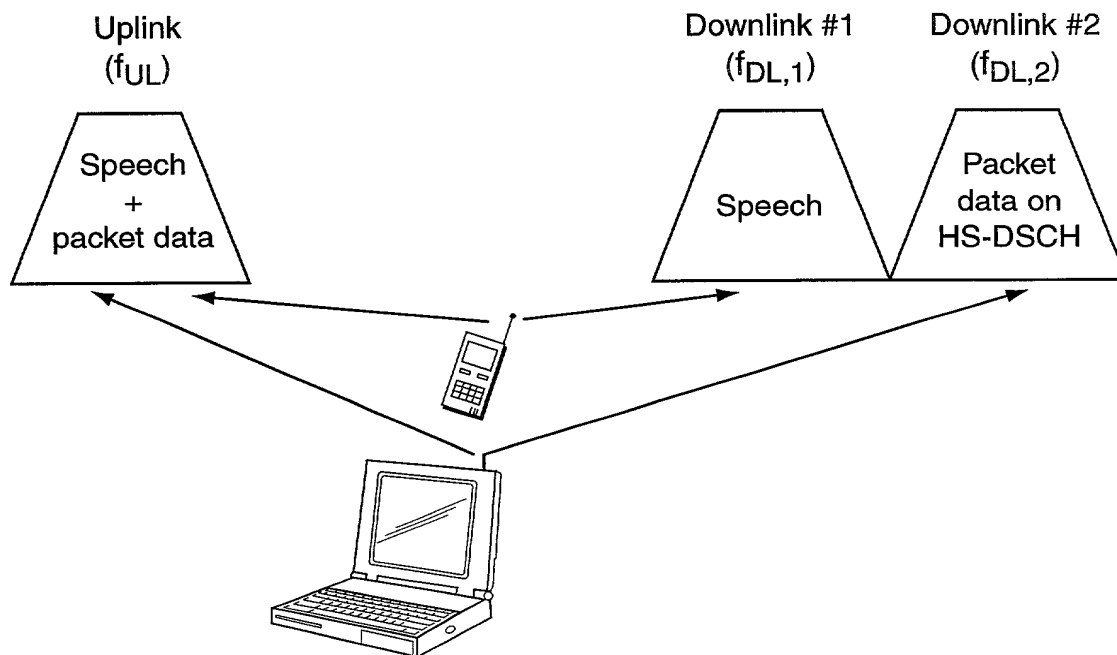 Uplink
(fUL)
Downlink #1
(fDL,1)
Downlink #2
(fDL,2)
Speech
+
packet data
Speech
Packet
data on
HS-DSCH